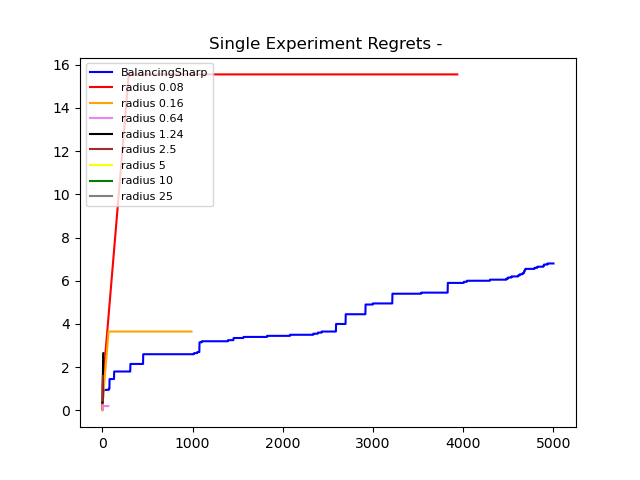 Single Experiment Regrets -
16
14
12
10
8
6
4
2
0
BalancingSharp
radius 0.08
radius 0.16
radius 0.64
radius 1.24
radius 2.5
radius 5
radius 10
radius 25
0 1000 2000 3000 4000 5000